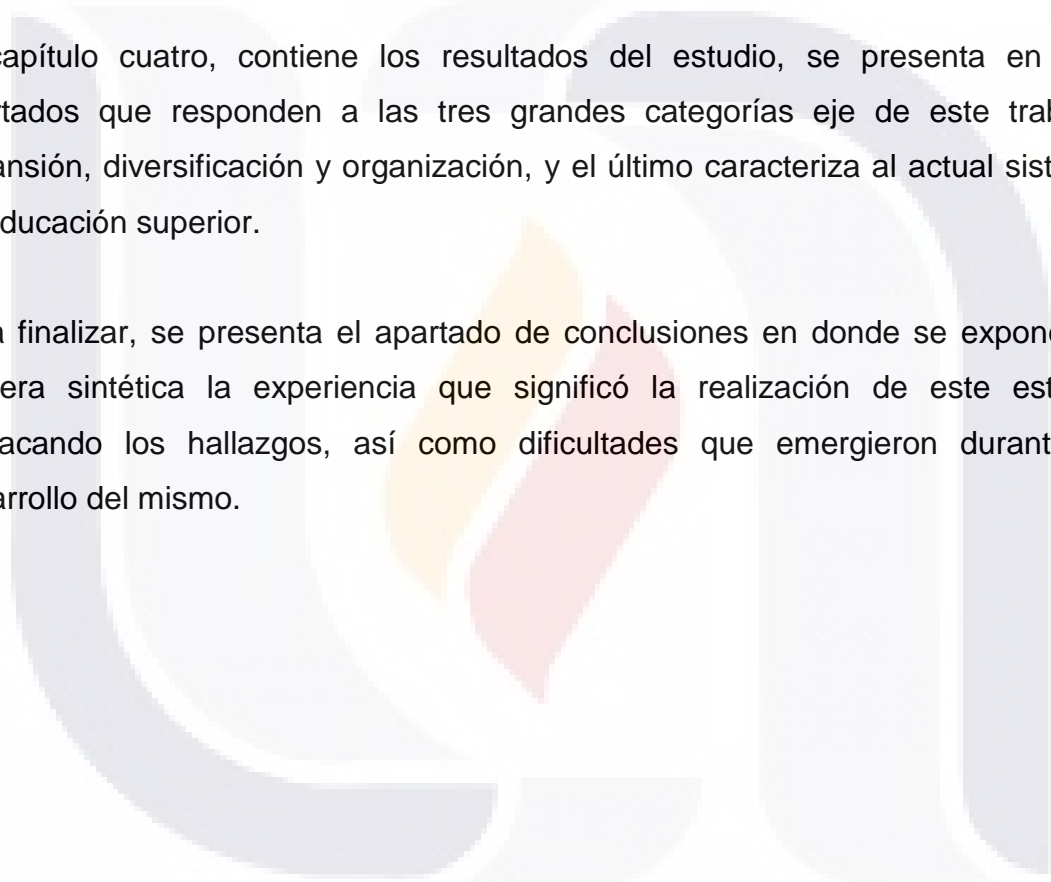 capítulo cuatro, contiene los resultados del estudio, se presenta en
rtados que responden a las tres grandes categorías eje de este trab
ansión, diversificación y organización, y el último caracteriza al actual sist
ducación superior.
a finalizar, se presenta el apartado de conclusiones en donde se expon
era sintética la experiencia que significó la realización de este est
acando los hallazgos, así como dificultades que emergieron durant
arrollo del mismo.